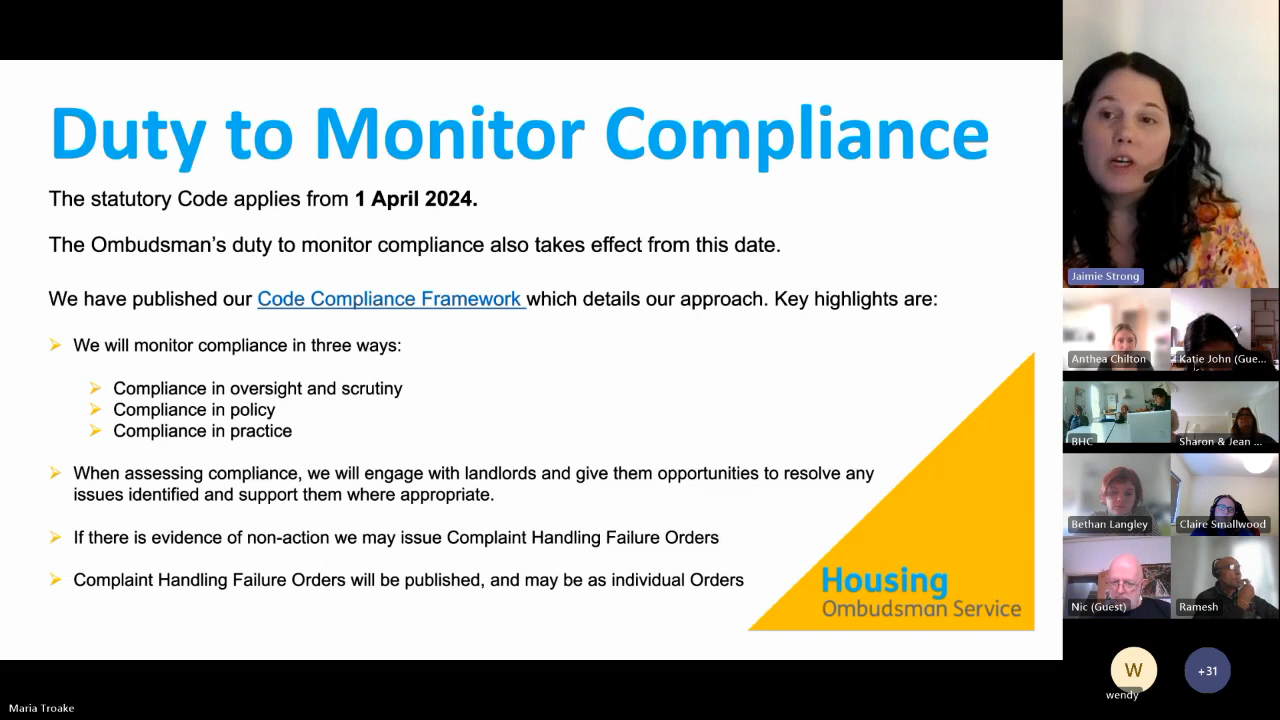 Duty to Monitor Compliance
The statutory Code applies from 1 April 2024.
The Ombudsman's duty to monitor compliance also takes effect from this date.
We have published our Code Compliance Framework which details our approach. Key highlights are:
We will monitor compliance in three ways:
Compliance in oversight and scrutiny
Compliance in policy
Compliance in practice
When assessing compliance, we will engage with landlords and give them opportunities to resolve any
issues identified and support them where appropriate.
If there is evidence of non-action we may issue Complaint Handling Failure Orders
Complaint Handling Failure Orders will be published, and may be as individual Orders
Housing
Ombudsman Service
Jaimie Strong
Anthea Chilton
Katie John (Gue...
BHC
Sharon & Jean ...
Bethan Langley
Claire Smallwood
Nic (Guest)
Ramesh
W
wendy
+31
Maria Troake